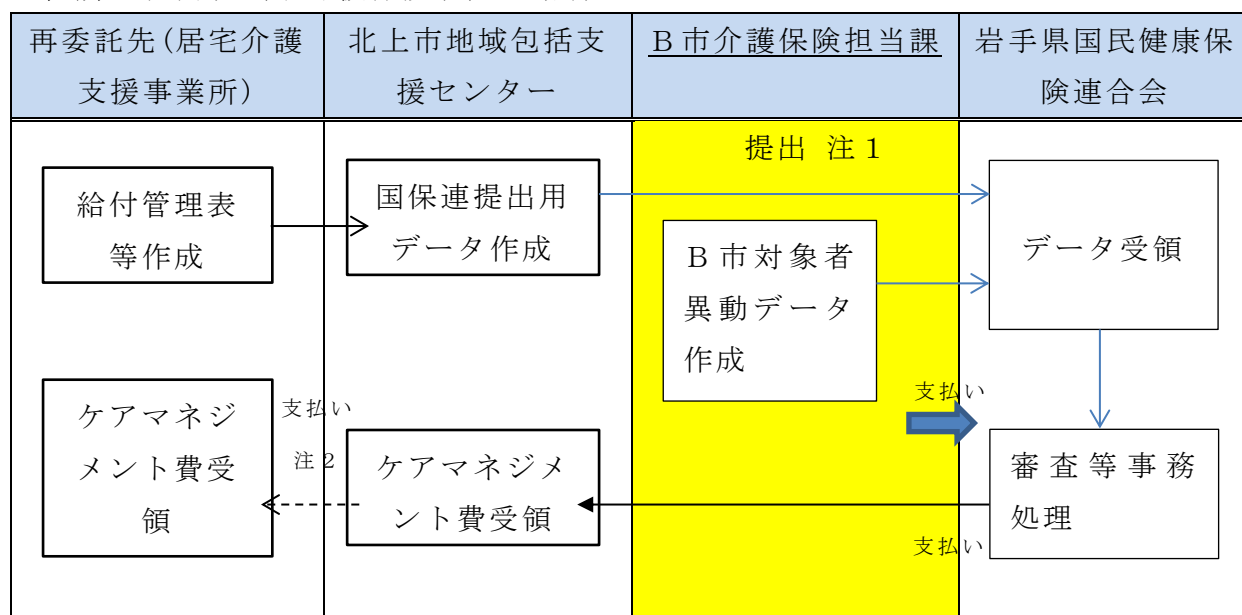 再委託先(居宅介護
支援事業所)
北上市地域包括支
援センター
B市介護保険担当課
岩手県国民健康保
険連合会
提出 注1
給付管理表
等作成
国保連提出用
データ作成
B市対象者
異動データ
作成
データ受領
ケアマネジ
メント費受
領
支払い
注2
ケアマネジメ
ント費受領
支払い
審査等事務
処理
支払い